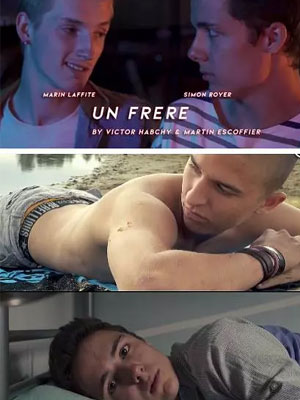 MARIN LAFFITE
SIMON ROYER
UN FRERE
BY VICTOR HABCHY & MARTIN ESCOFFIER